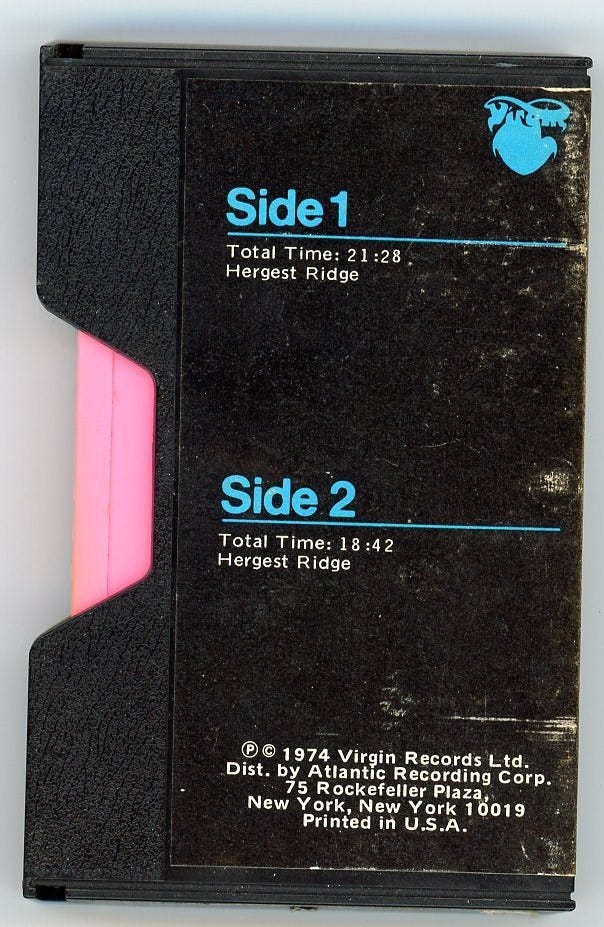 Virgin
Side 1
Total Time: 21:28
Hergest Ridge
Side 2
Total Time: 18:42
Hergest Ridge
℗ © 1974 Virgin Records Ltd.
Dist. by Atlantic Recording Corp.
75 Rockefeller Plaza,
New York, New York 10019
Printed in U.S.A.